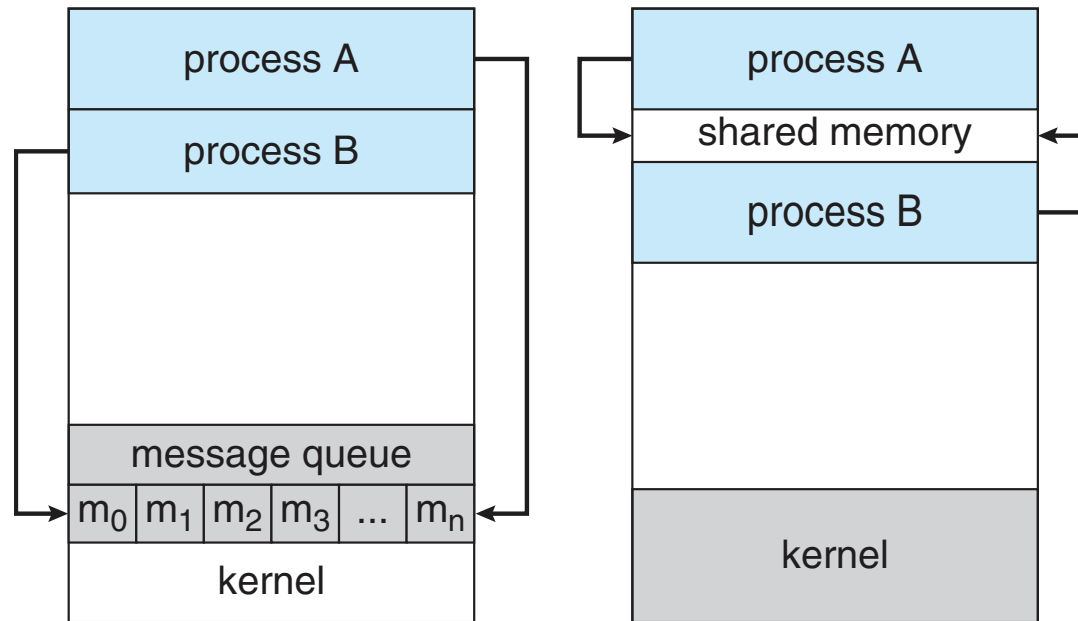 process A
process B
message queue
m0 m1 m2 m3 ... mn
kernel
process A
shared memory
process B
kernel